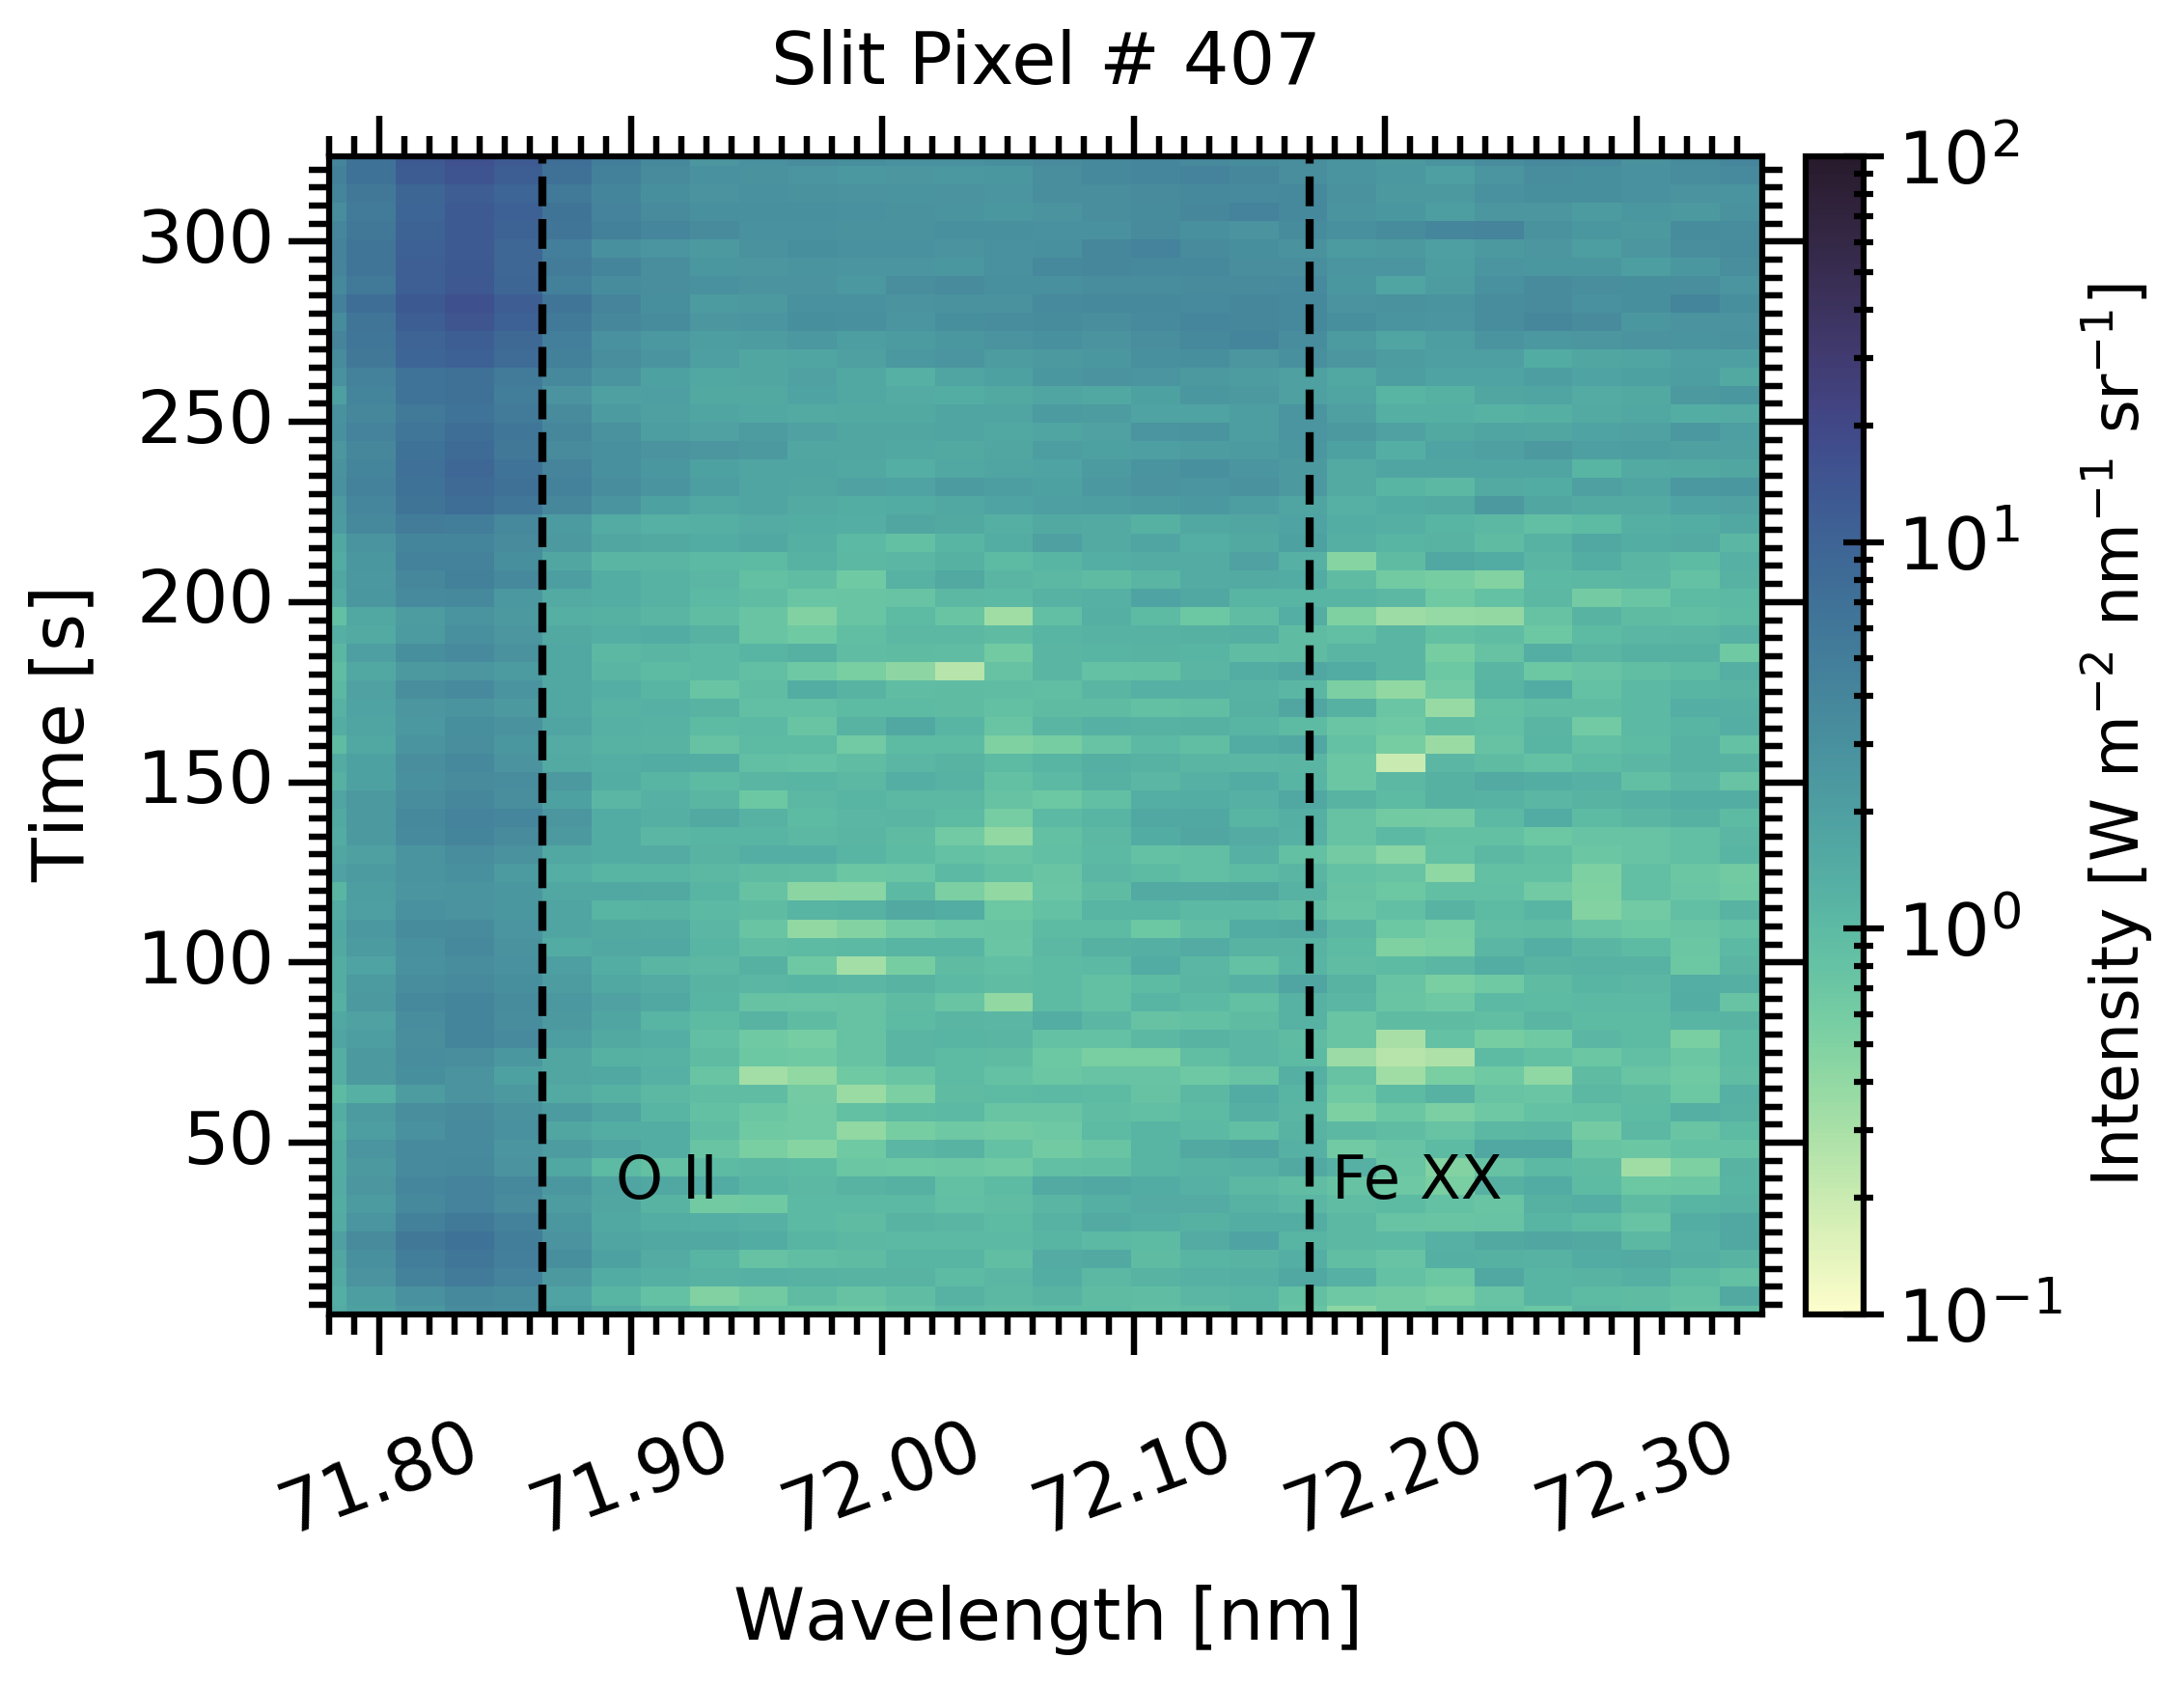 Slit Pixel # 407
Time [s]
300
250
200
150
100
50
O II
Fe XX
71.80 71.90 72.00 72.10 72.20 72.30
Wavelength [nm]
10²
10¹
10⁰
10⁻¹
Intensity [W m⁻² nm⁻¹ sr⁻¹]